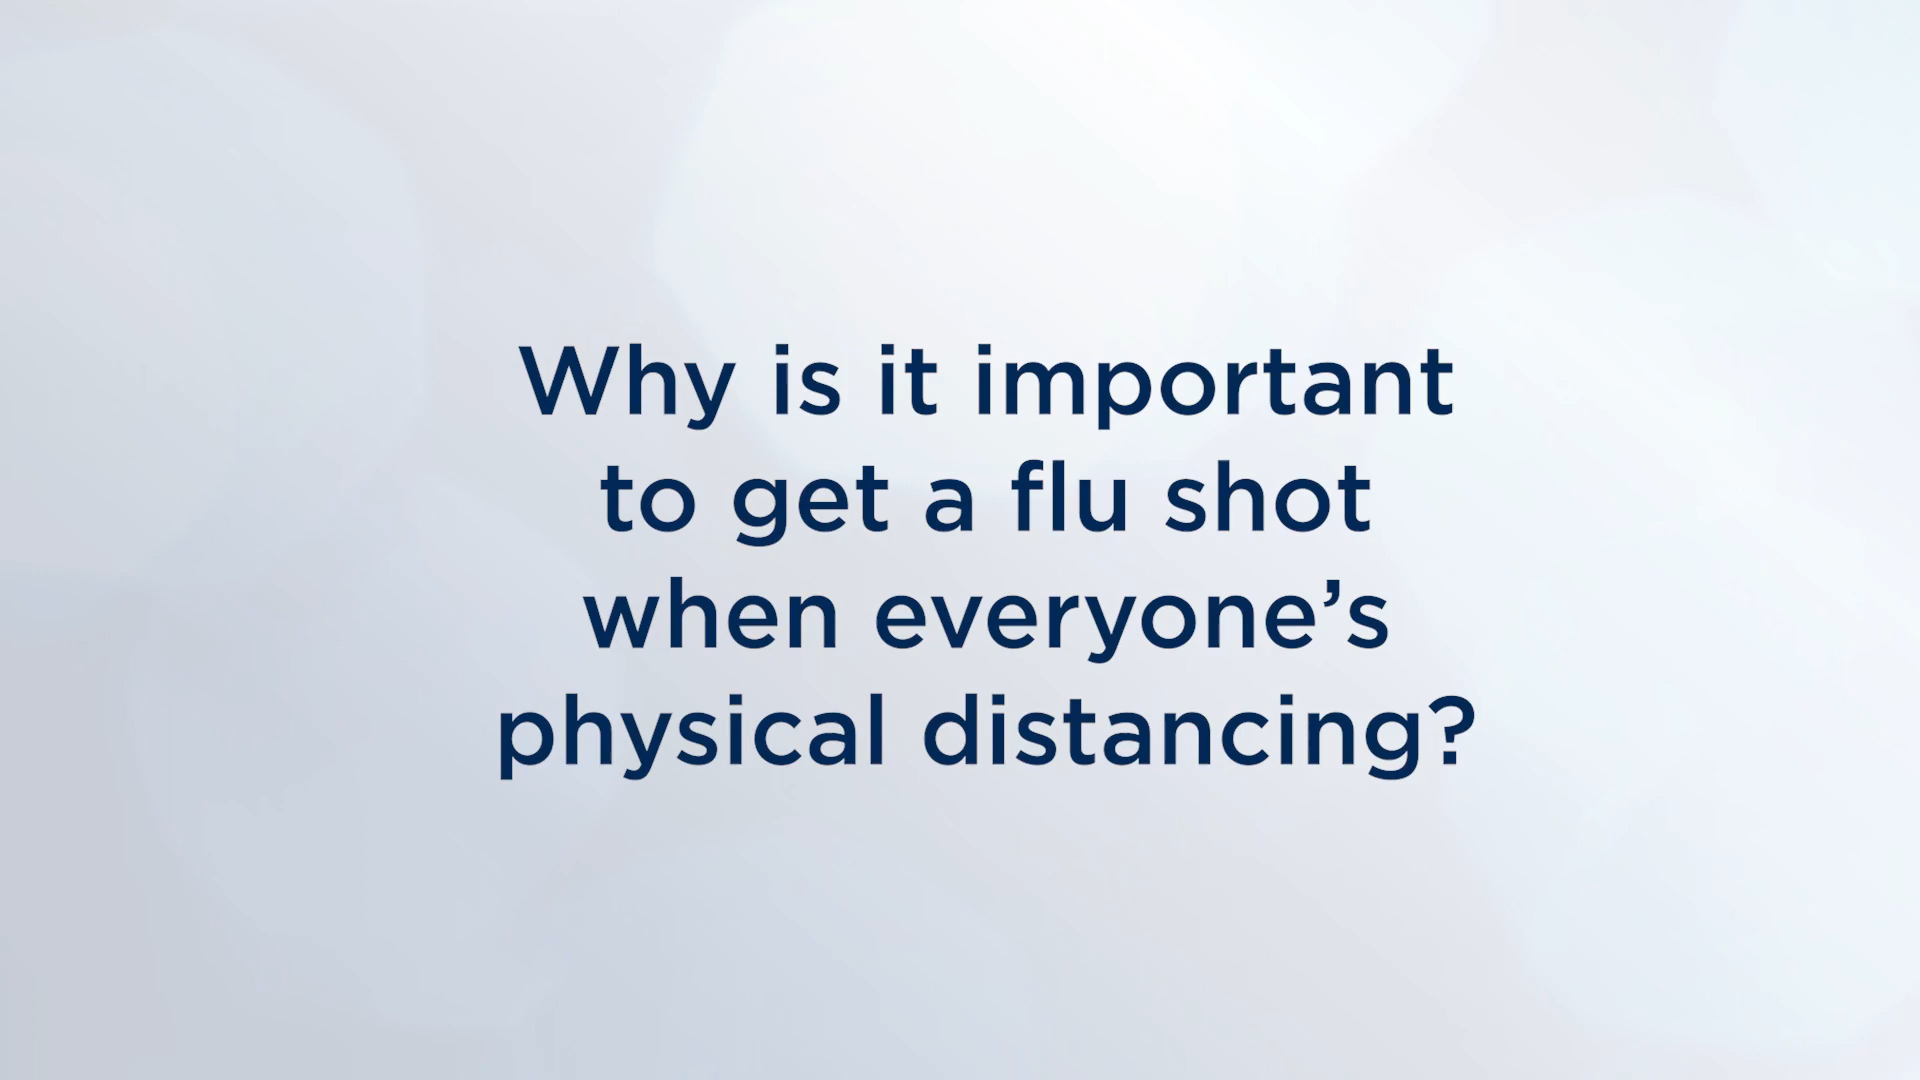 Why is it important
to get a flu shot
when everyone’s
physical distancing?